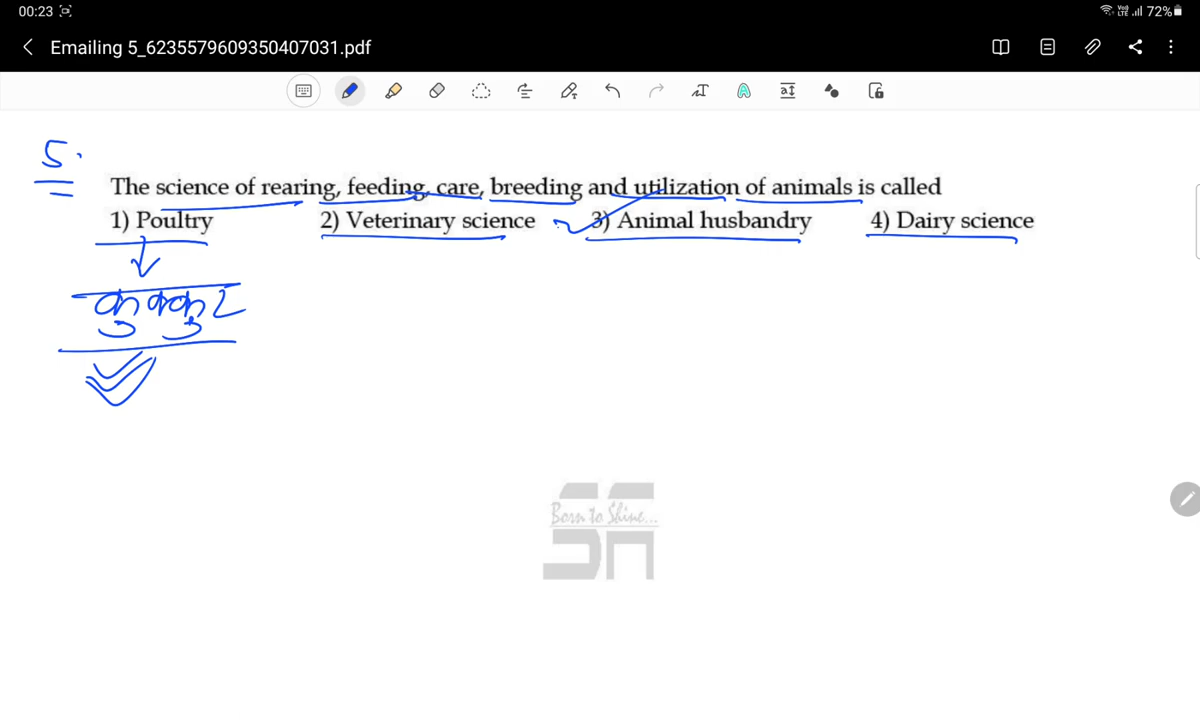 00:23 72%
Emailing 5_6235579609350407031.pdf
5.
The science of rearing, feeding, care, breeding and utilization of animals is called
1) Poultry 2) Veterinary science 3) Animal husbandry 4) Dairy science
Born to Shine...
SR